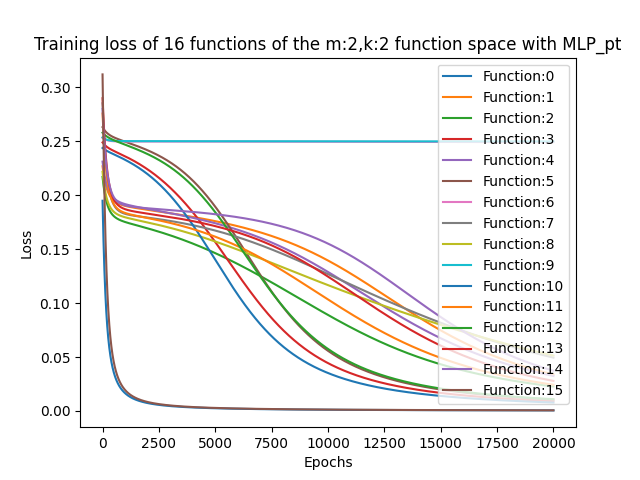 Training loss of 16 functions of the m:2,k:2 function space with MLP_pt
Loss
0.30
0.25
0.20
0.15
0.10
0.05
0.00
Function:0
Function:1
Function:2
Function:3
Function:4
Function:5
Function:6
Function:7
Function:8
Function:9
Function:10
Function:11
Function:12
Function:13
Function:14
Function:15
0 2500 5000 7500 10000 12500 15000 17500 20000
Epochs